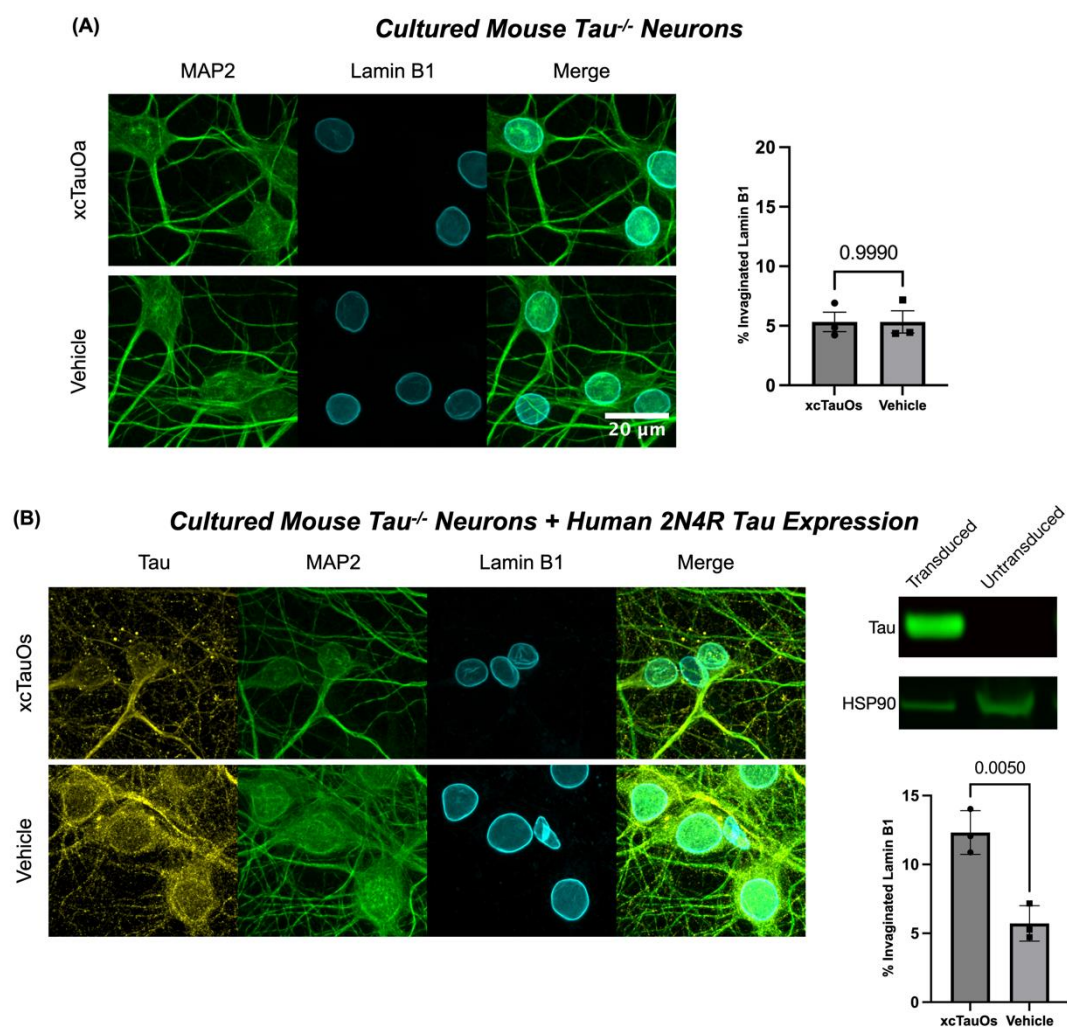 (A)
Cultured Mouse Tau-/- Neurons
MAP2 Lamin B1 Merge
xcTauOa
Vehicle
20 µm
% Invaginated Lamin B1
20
15
10
5
0
0.9990
xcTauOs Vehicle
(B)
Cultured Mouse Tau-/- Neurons + Human 2N4R Tau Expression
Tau MAP2 Lamin B1 Merge
xcTauOs
Vehicle
Transduced
Untransduced
Tau
HSP90
% Invaginated Lamin B1
15
10
5
0
0.0050
xcTauOs Vehicle